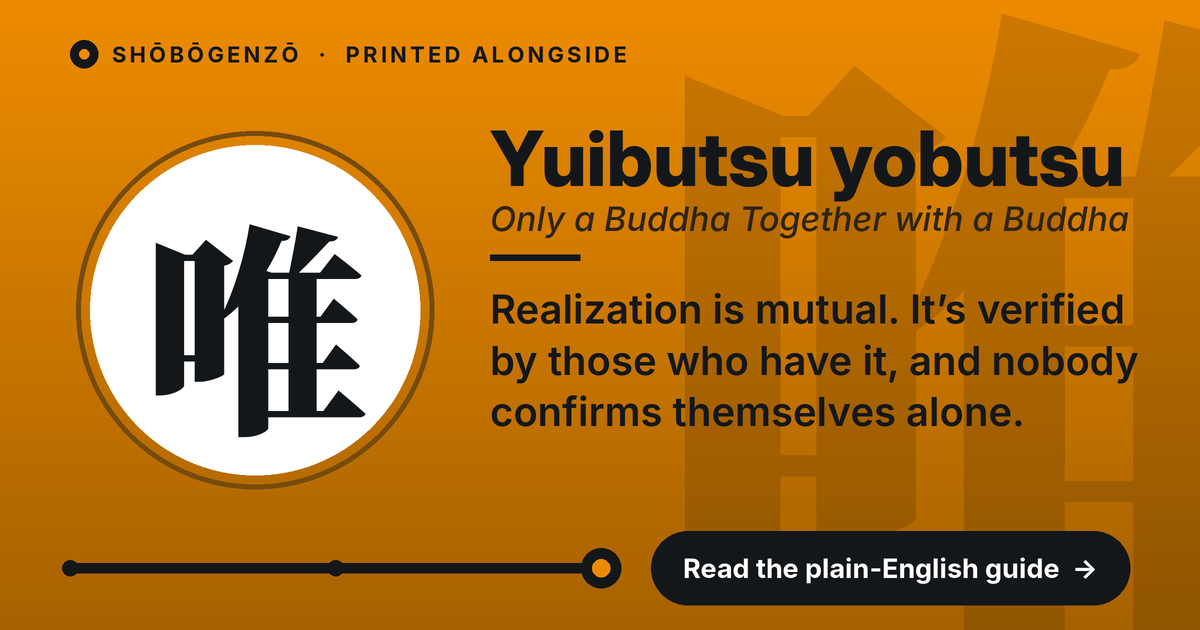 SHŌBŌGENZŌ · PRINTED ALONGSIDE
唯
Yuibutsu yobutsu
Only a Buddha Together with a Buddha
Realization is mutual. It’s verified
by those who have it, and nobody
confirms themselves alone.
Read the plain-English guide →